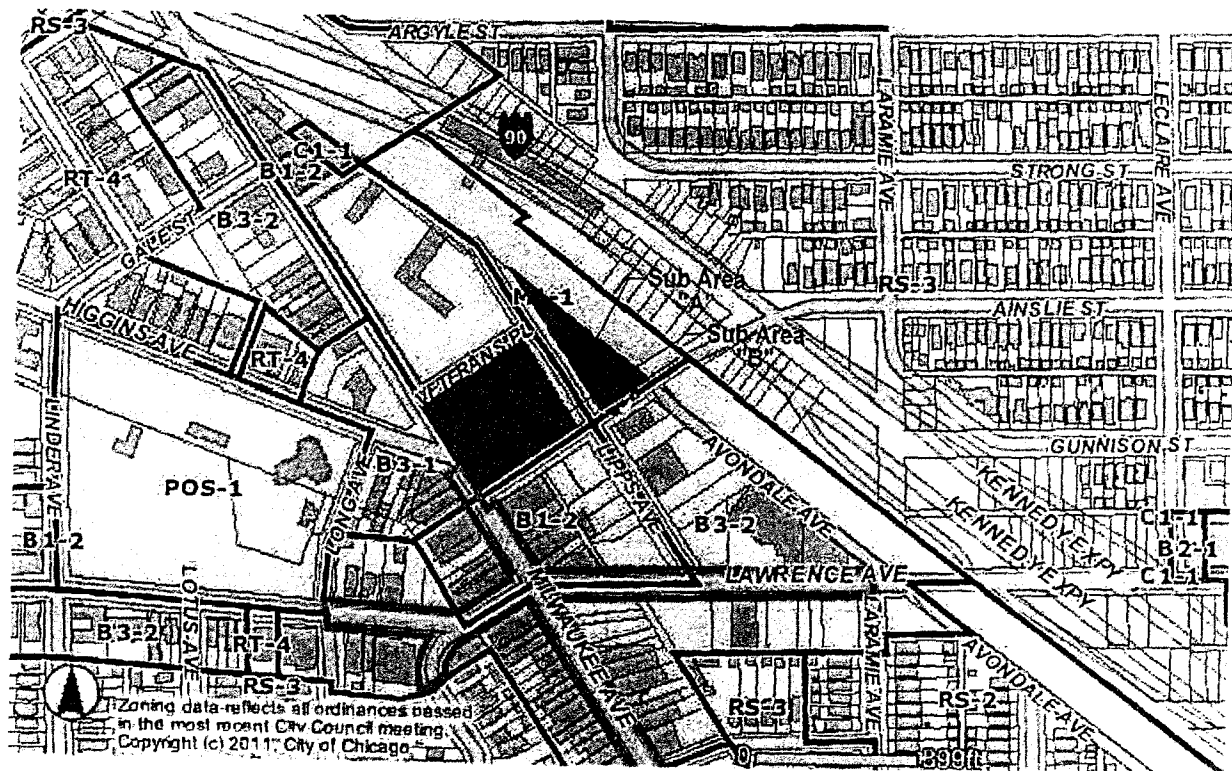 RS-3
ARGYLE ST
90
C1-1
B1-2
RT-4
B3-2
GALE ST
LARAMIE AVE
LECLAIRE AVE
STRONG ST
Sub Area
"A"
RS-3
AINSLIE ST
Sub Area
"B"
HIGGINS AVE
RT-4
VETERANS PL
LINDER AVE
GUNNISON ST
B3-1
POS-1
LONG AVE
LIPPS AVE
AVONDALE AVE
KENNEDY EXPY
KENNEDY EXPY
B1-2
B1-2
B3-2
C1-1
B2-1
C1-1
LAWRENCE AVE
LOTUS AVE
MILWAUKEE AVE
LARAMIE AVE
AVONDALE AVE
B3-2
RT-4
RS-3
RS-3
RS-2
Zoning data reflects all ordinances passed
in the most recent City Council meeting.
Copyright (c) 2011, City of Chicago
0
899ft